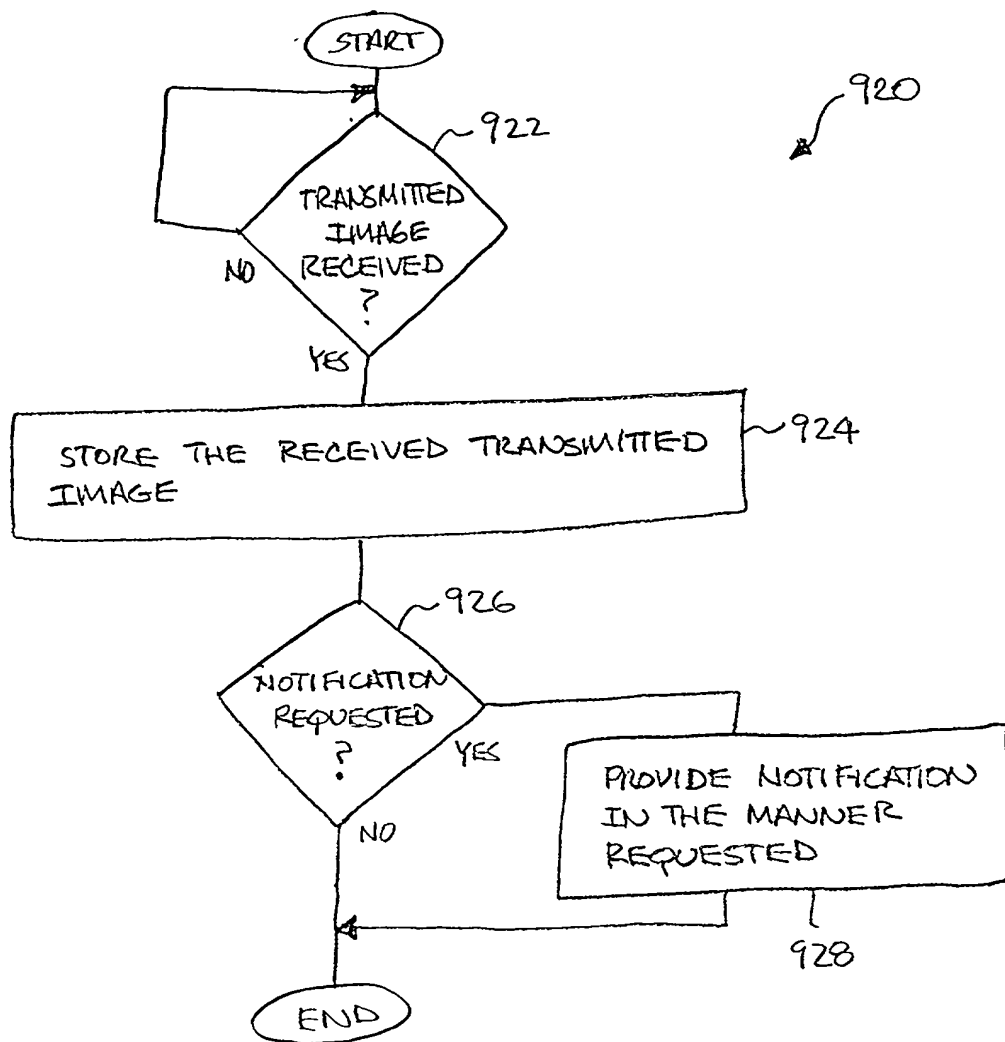 START
920
922
TRANSMITTED
IMAGE
RECEIVED
?
NO
YES
STORE THE RECEIVED TRANSMITTED
IMAGE
924
926
NOTIFICATION
REQUESTED
?
YES
NO
PROVIDE NOTIFICATION
IN THE MANNER
REQUESTED
928
END